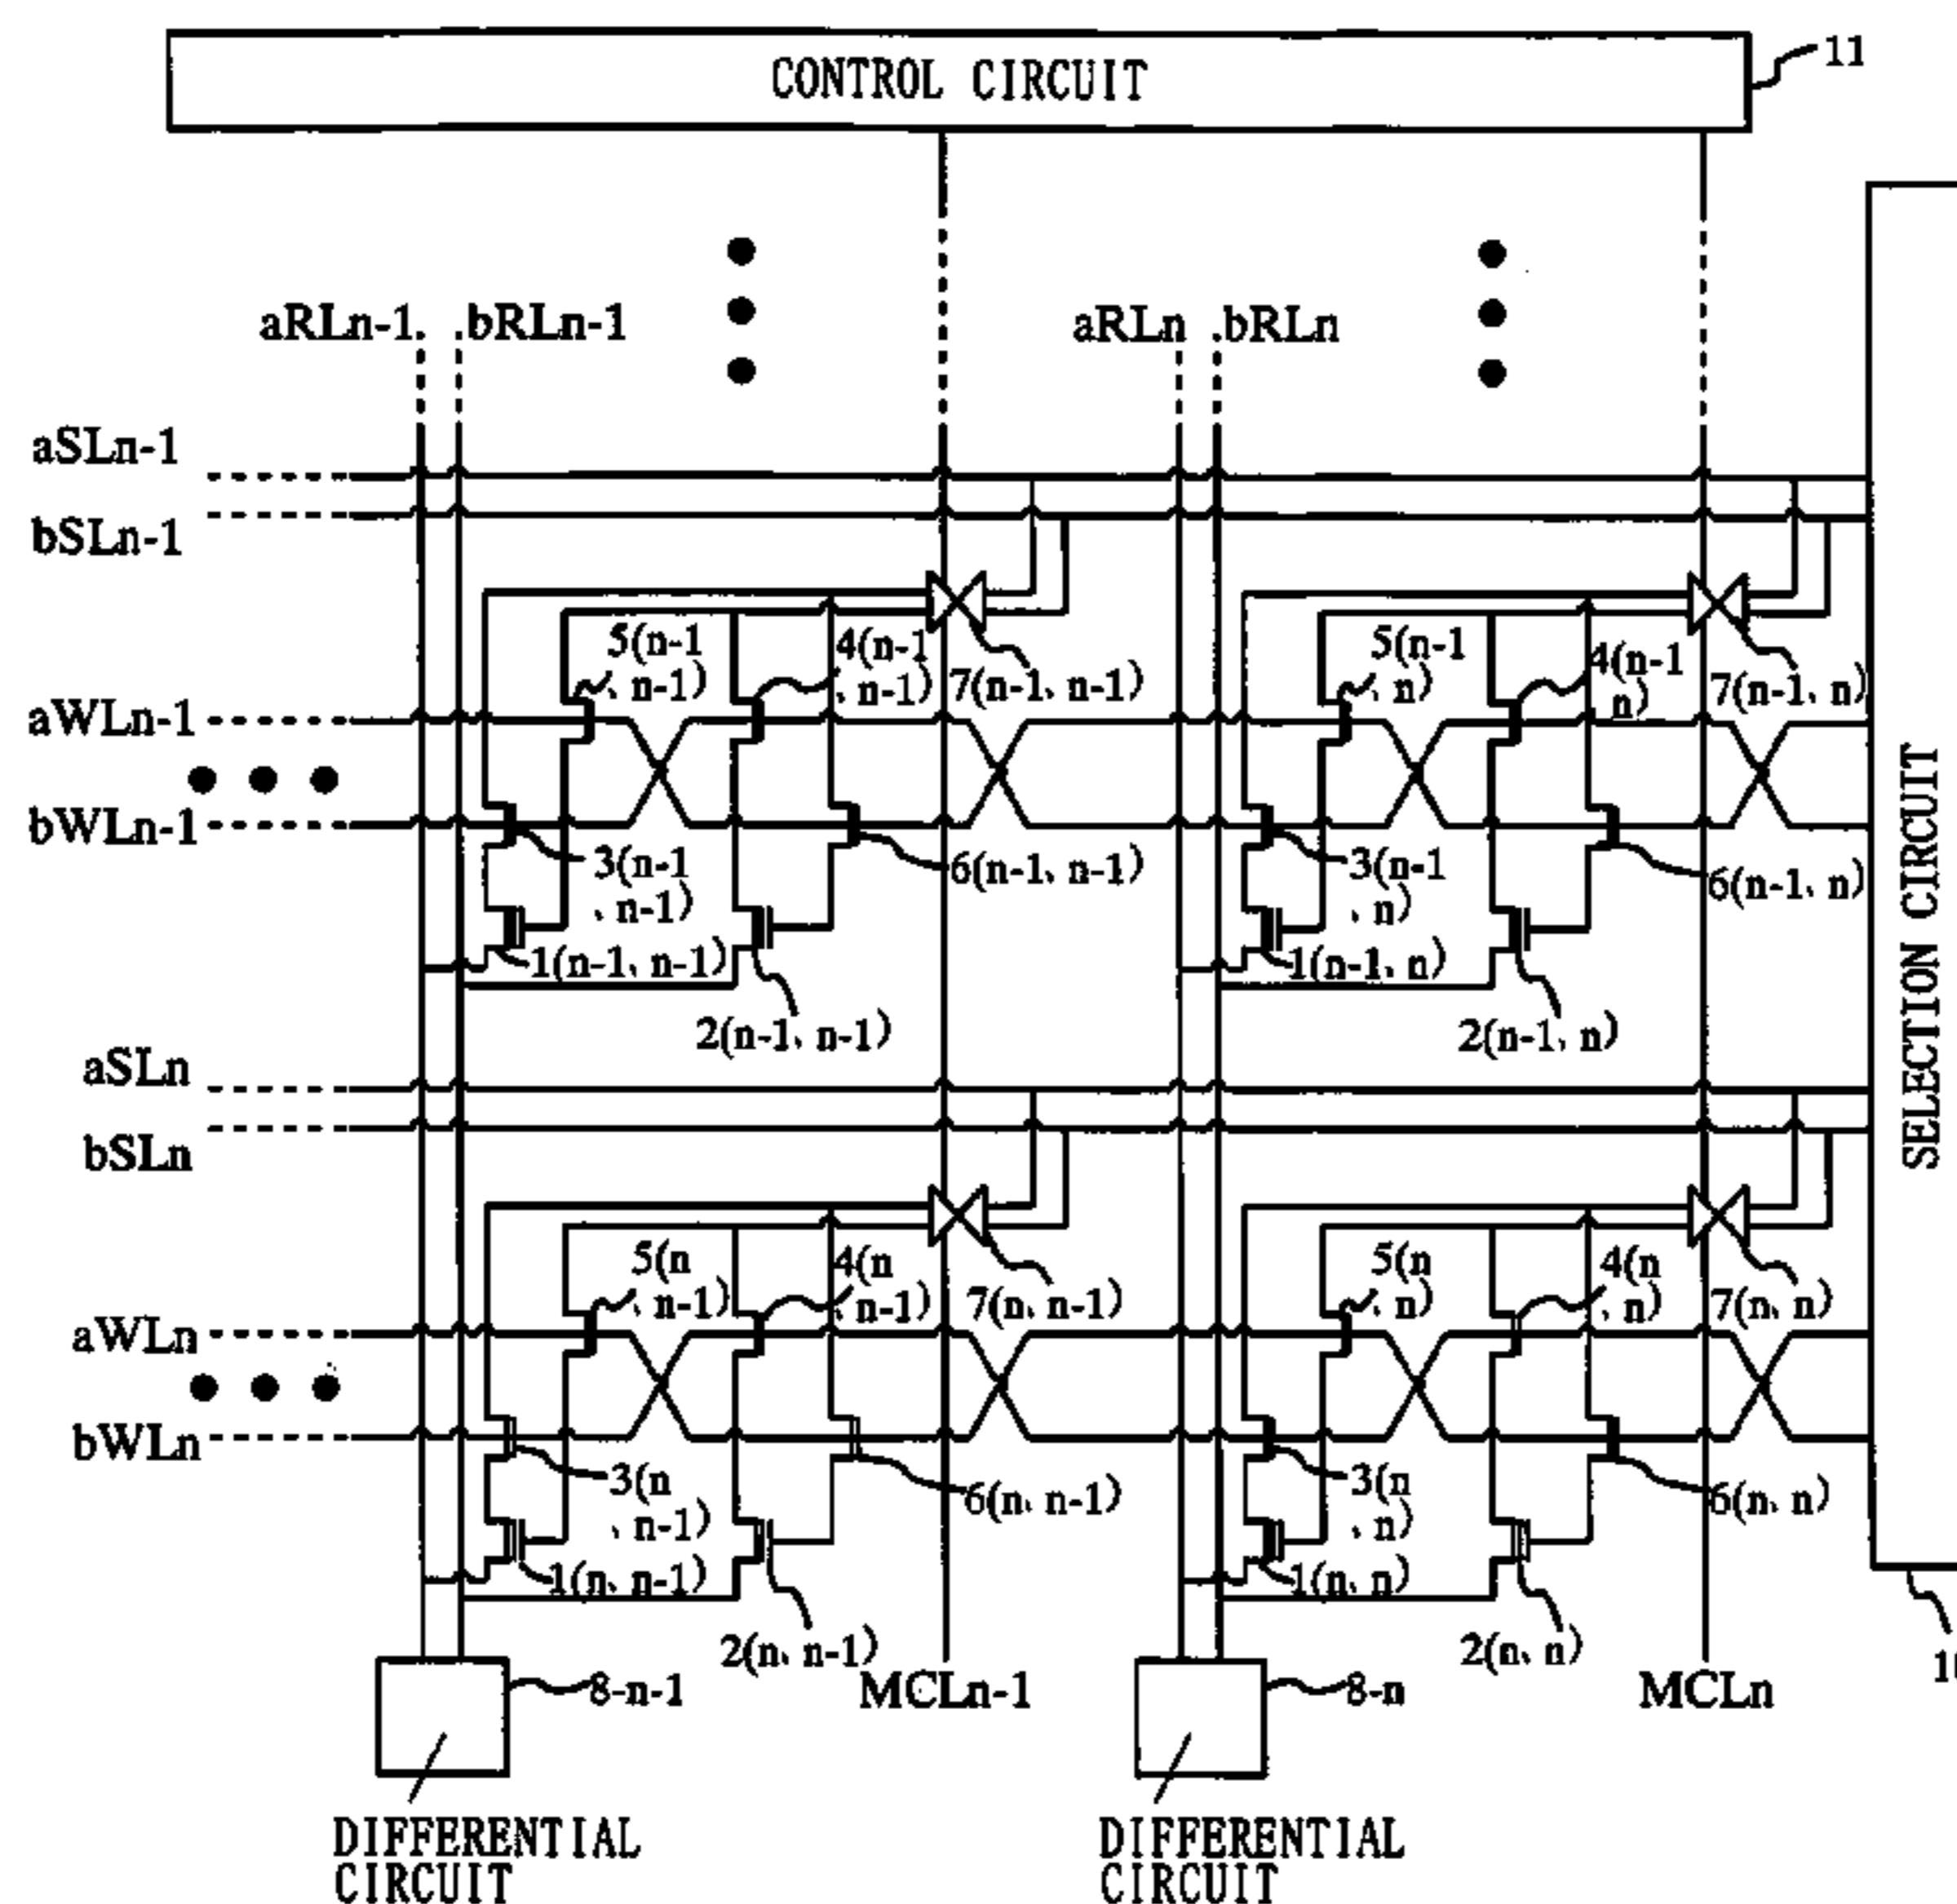 CONTROL CIRCUIT
11
aRLn-1
bRLn-1
aRLn
bRLn
aSLn-1
bSLn-1
5(n-1
、n-1)
4(n-1
、n-1)
7(n-1、n-1)
5(n-1
、n)
4(n-1
n)
7(n-1、n)
aWLn-1
bWLn-1
3(n-1
、n-1)
6(n-1、n-1)
3(n-1
、n)
6(n-1、n)
1(n-1、n-1)
1(n-1、n)
2(n-1、n-1)
2(n-1、n)
SELECTION CIRCUIT
aSLn
bSLn
5(n
、n-1)
4(n
、n-1)
7(n、n-1)
5(n
、n)
4(n
、n)
7(n、n)
aWLn
bWLn
3(n
、n-1)
6(n、n-1)
3(n
、n)
6(n、n)
1(n、n-1)
1(n、n)
2(n、n-1)
2(n、n)
8-n-1
MCLn-1
8-n
MCLn
DIFFERENTIAL
CIRCUIT
DIFFERENTIAL
CIRCUIT